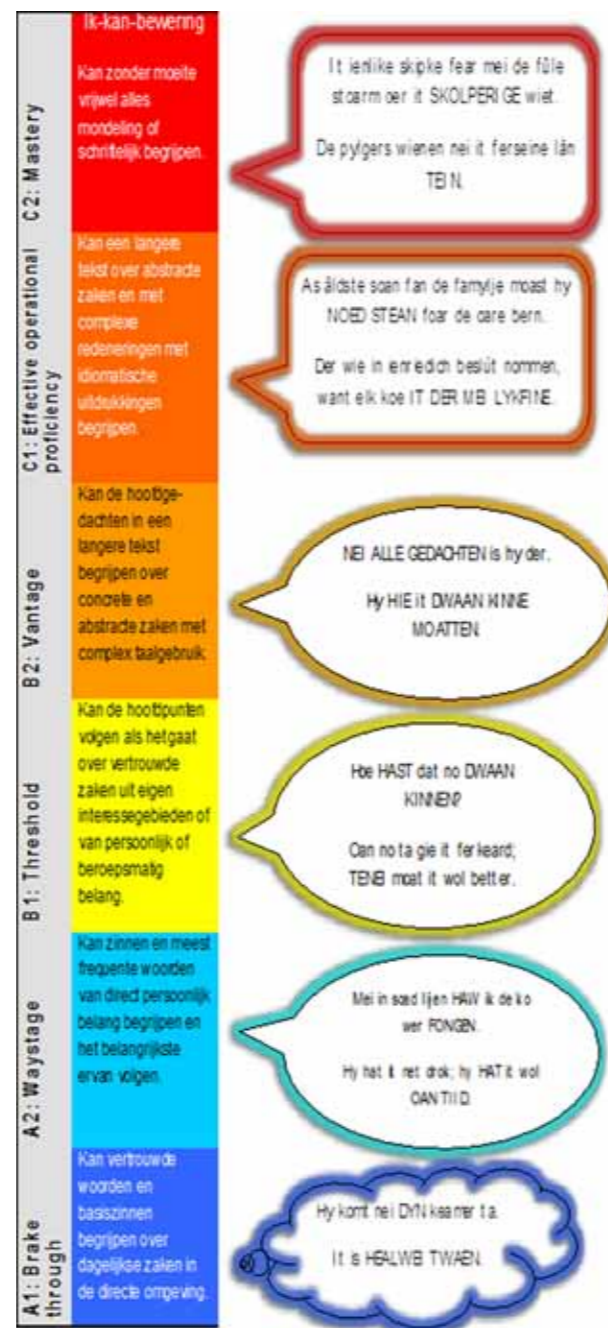 Ik-kan-bewering
C2: Mastery
Kan zonder moeite
vrijwel alles
mondeling of
schriftelijk begrijpen.
It ienlike skipke fear mei de fûle
stoarm oer it SKOLPERIGE wiet.
De pylgers wienen nei it ferseine lân
TEIN.
C1: Effective operational
proficiency
Kan een langere
tekst over abstracte
zaken en met
complexe
redeneringen met
idiomatische
uitdrukkingen
begrijpen.
As âldste soan fan de famylje moast hy
NOED STEAN foar de oare bern.
Der wie in ienriedich beslút nommen,
want elk koe IT DER MEI LYKFINE.
B2: Vantage
Kan de hoofdge-
dachten in een
langere tekst
begrijpen over
concrete en
abstracte zaken met
complex taalgebruik.
NEI ALLE GEDACHTEN is hy der.
Hy HIE it DWAAN KINNE
MOATTEN.
B1: Threshold
Kan de hoofdpunten
volgen als het gaat
over vertrouwde
zaken uit eigen
interessegebieden of
van persoonlijk of
beroepsmatig
belang.
Hoe HAST dat no DWAAN
KINNEN?
Oan no ta gie it ferkeard;
TENEI moat it wol better.
A2: Waystage
Kan zinnen en meest
frequente woorden
van direct persoonlijk
belang begrijpen en
het belangrijkste
ervan volgen.
Mei in soad lijen HAW ik de ko
wer FONGEN.
Hy hat it net drok; hy HAT it wol
OAN TIID.
A1: Brake
through
Kan vertrouwde
woorden en
basiszinnen
begrijpen over
dagelijkse zaken in
de directe omgeving.
Hy komt nei DYN keamer ta.
It is HEALWEI TWAEN.